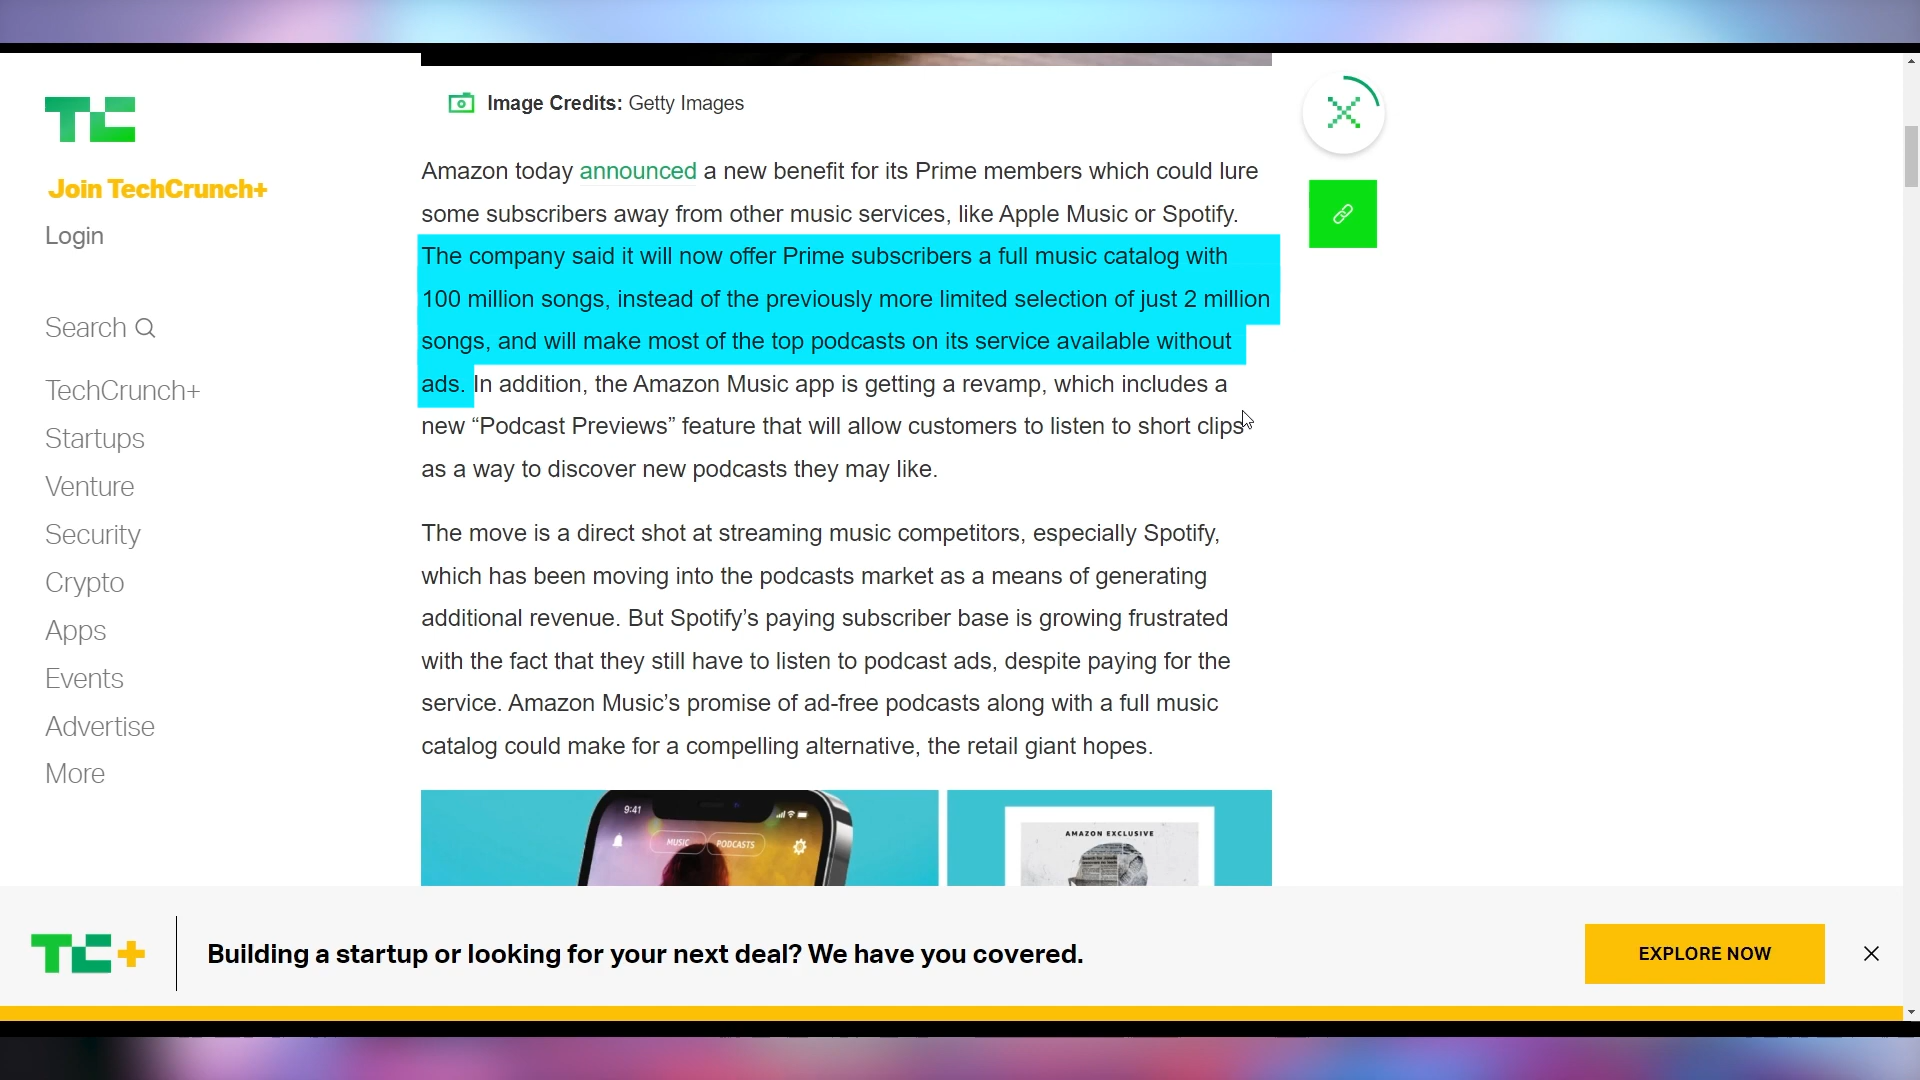 TC
Join TechCrunch+
Login
Search
TechCrunch+
Startups
Venture
Security
Crypto
Apps
Events
Advertise
More
Image Credits: Getty Images
Amazon today announced a new benefit for its Prime members which could lure
some subscribers away from other music services, like Apple Music or Spotify.
The company said it will now offer Prime subscribers a full music catalog with
100 million songs, instead of the previously more limited selection of just 2 million
songs, and will make most of the top podcasts on its service available without
ads. In addition, the Amazon Music app is getting a revamp, which includes a
new “Podcast Previews” feature that will allow customers to listen to short clips
as a way to discover new podcasts they may like.
The move is a direct shot at streaming music competitors, especially Spotify,
which has been moving into the podcasts market as a means of generating
additional revenue. But Spotify’s paying subscriber base is growing frustrated
with the fact that they still have to listen to podcast ads, despite paying for the
service. Amazon Music’s promise of ad-free podcasts along with a full music
catalog could make for a compelling alternative, the retail giant hopes.
9:41
MUSIC
PODCASTS
AMAZON EXCLUSIVE
TC+
Building a startup or looking for your next deal? We have you covered.
EXPLORE NOW